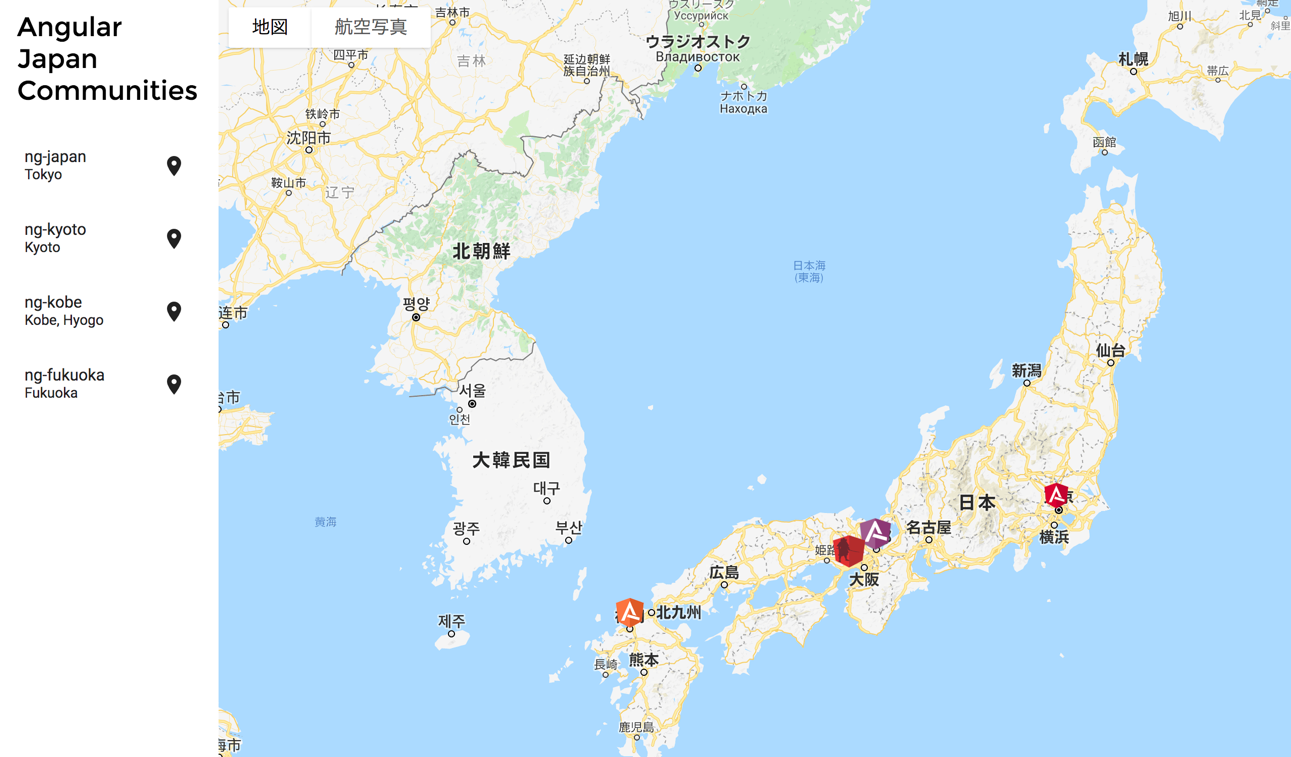 Angular
Japan
Communities
ng-japan
Tokyo
ng-kyoto
Kyoto
ng-kobe
Kobe, Hyogo
ng-fukuoka
Fukuoka
地図
航空写真
吉林市
四平市
吉林
延辺朝鮮
族自治州
ウスリースク
Уссурийск
ウラジオストク
Владивосток
ナホトカ
Находка
旭川
北見
札幌
帯広
函館
铁岭市
沈阳市
鞍山市
辽宁
北朝鮮
평양
连市
日本海
(東海)
仙台
新潟
台市
서울
인천
大韓民国
대구
광주
부산
黄海
제주
日本
京
横浜
名古屋
姫路
大阪
広島
北九州
長崎
熊本
鹿児島
海市